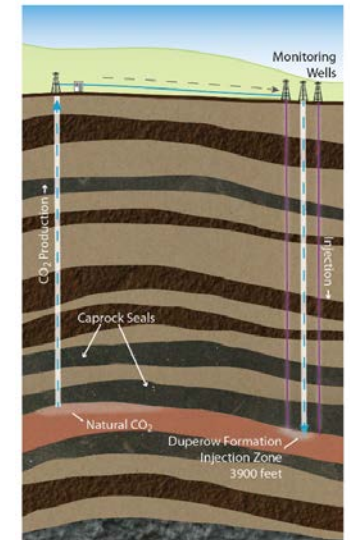 Monitoring
Wells
CO₂ Production →
Injection →
Caprock Seals
Natural CO₂
Duperow Formation
Injection Zone
3900 feet